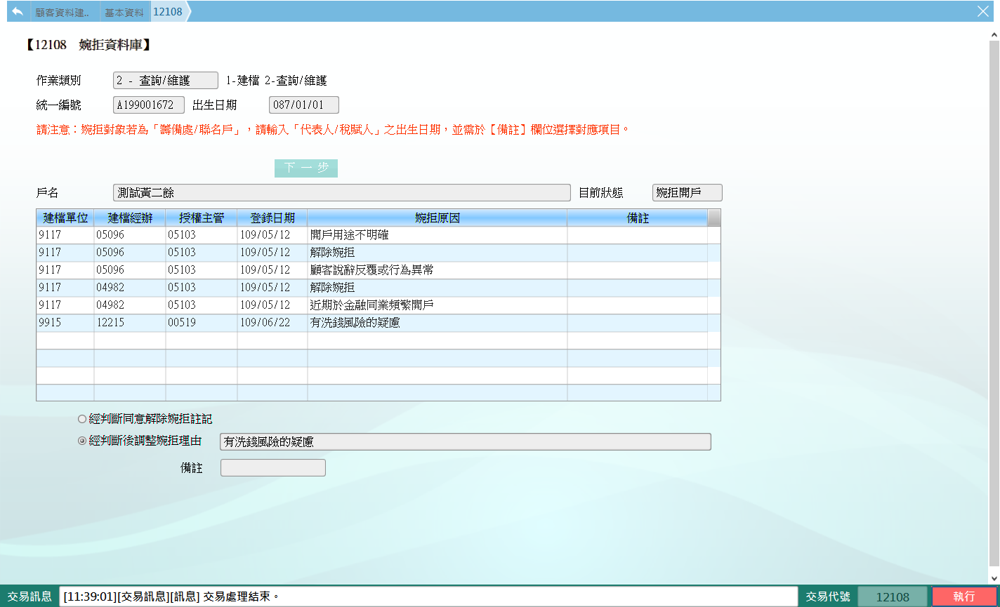 顧客資料建.. 基本資料 12108
【12108 婉拒資料庫】
作業類別 2 - 查詢/維護 1-建檔 2-查詢/維護
統一編號 A199001672 出生日期 087/01/01
請注意：婉拒對象若為「籌備處/聯名戶」，請輸入「代表人/稅賦人」之出生日期，並需於【備註】欄位選擇對應項目。
下一步
戶名 測試黃二餘 目前狀態 婉拒開戶
建檔單位 建檔經辦 授權主管 登錄日期 婉拒原因 備註
9117 05096 05103 109/05/12 開戶用途不明確
9117 05096 05103 109/05/12 解除婉拒
9117 05096 05103 109/05/12 顧客說辭反覆或行為異常
9117 04982 05103 109/05/12 解除婉拒
9117 04982 05103 109/05/12 近期於金融同業頻繁開戶
9915 12215 00519 109/06/22 有洗錢風險的疑慮
經判斷同意解除婉拒註記
經判斷後調整婉拒理由 有洗錢風險的疑慮
備註
交易訊息 [11:39:01][交易訊息][訊息] 交易處理結束。 交易代號 12108 執行